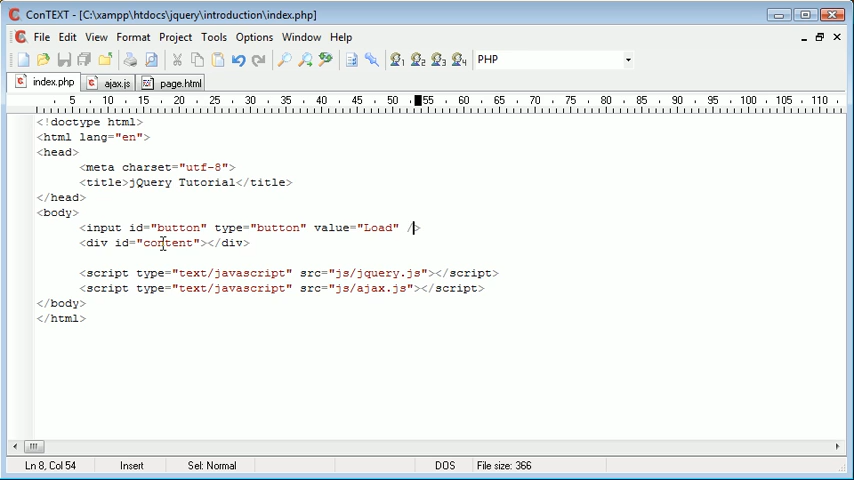 ConTEXT - [C:\xampp\htdocs\jquery\introduction\index.php]
File Edit View Format Project Tools Options Window Help
1 2 3 4 PHP
index.php ajax.js page.html
5 10 15 20 25 30 35 40 45 50 55 60 65 70 75 80 85 90 95 100 105 110
<!doctype html>
<html lang="en">
<head>
<meta charset="utf-8">
<title>jQuery Tutorial</title>
</head>
<body>
<input id="button" type="button" value="Load" />
<div id="content"></div>
<script type="text/javascript" src="js/jquery.js"></script>
<script type="text/javascript" src="js/ajax.js"></script>
</body>
</html>
Ln 8, Col 54 Insert Sel: Normal DOS File size: 366